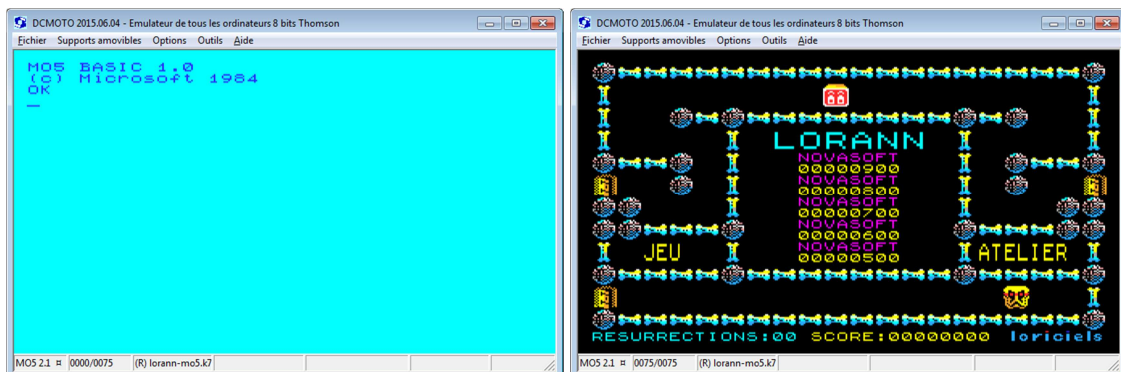 DCMOTO 2015.06.04 - Emulateur de tous les ordinateurs 8 bits Thomson
Fichier Supports amovibles Options Outils Aide
MO5 BASIC 1.0
(c) Microsoft 1984
OK
MO5 2.1 ¤ 0000/0075 (R) lorann-mo5.k7
DCMOTO 2015.06.04 - Emulateur de tous les ordinateurs 8 bits Thomson
Fichier Supports amovibles Options Outils Aide
LORANN
NOVASOFT
00000900
NOVASOFT
00000800
NOVASOFT
00000700
NOVASOFT
00000600
NOVASOFT
00000500
JEU
ATELIER
RESURRECTIONS:00 SCORE:00000000 loriciels
MO5 2.1 ¤ 0075/0075 (R) lorann-mo5.k7